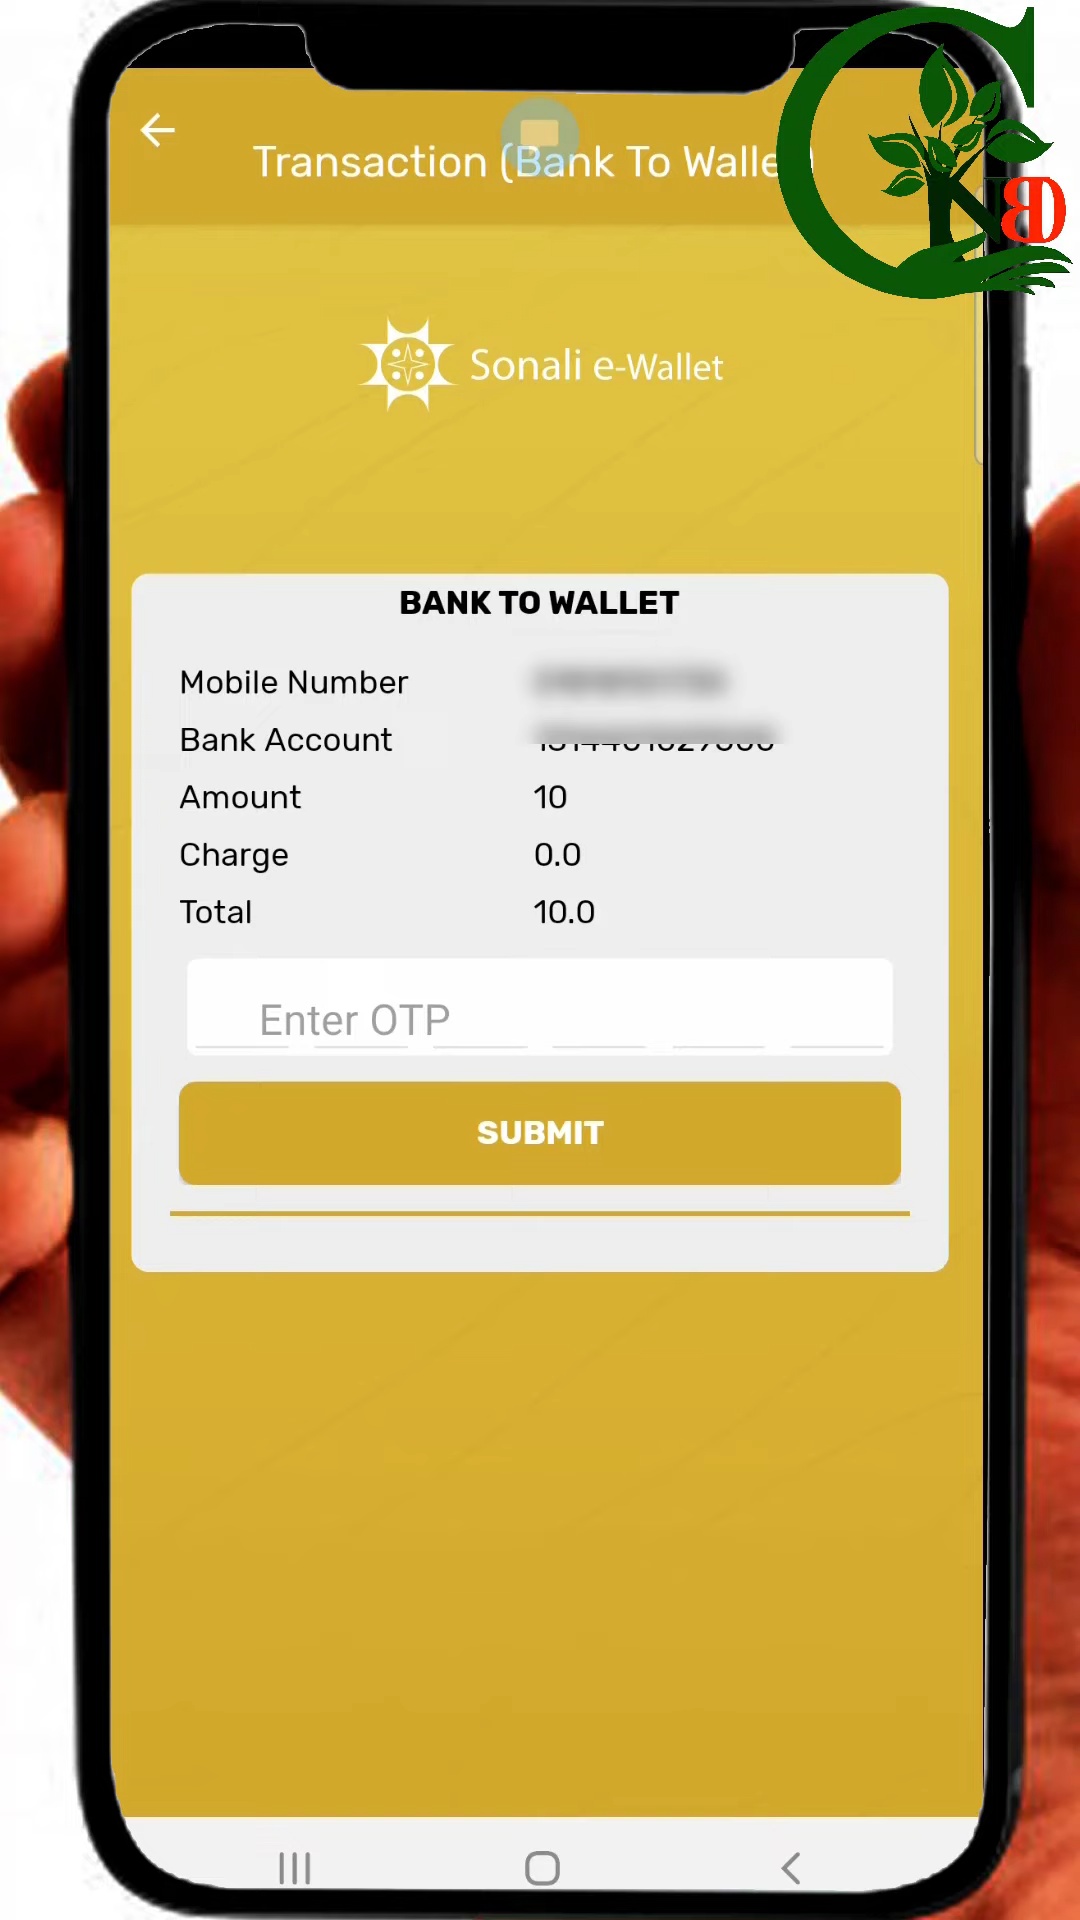 Transaction (Bank To Walle
NBD
Sonali e-Wallet
BANK TO WALLET
Mobile Number
Bank Account
Amount 10
Charge 0.0
Total 10.0
Enter OTP
SUBMIT